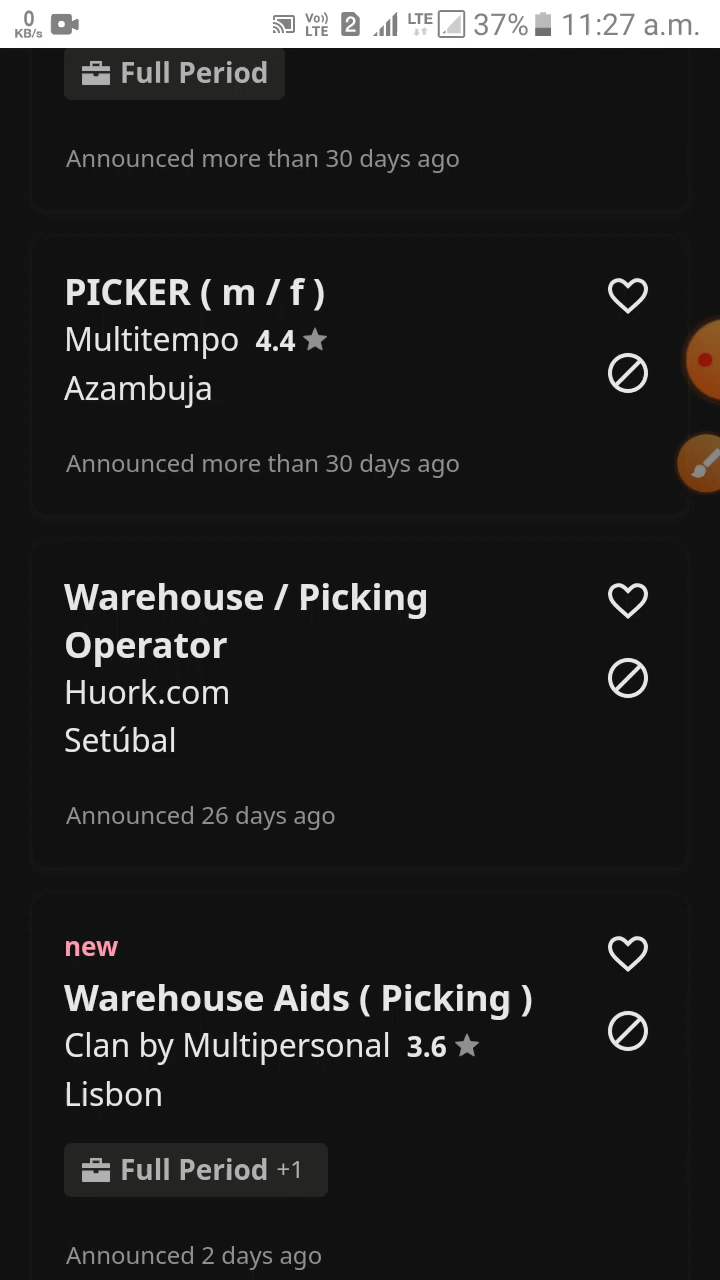 0
KB/s
Vo)
LTE
2
LTE
37%
11:27 a.m.
Full Period
Announced more than 30 days ago
PICKER ( m / f )
Multitempo 4.4
Azambuja
Announced more than 30 days ago
Warehouse / Picking
Operator
Huork.com
Setúbal
Announced 26 days ago
new
Warehouse Aids ( Picking )
Clan by Multipersonal 3.6
Lisbon
Full Period +1
Announced 2 days ago